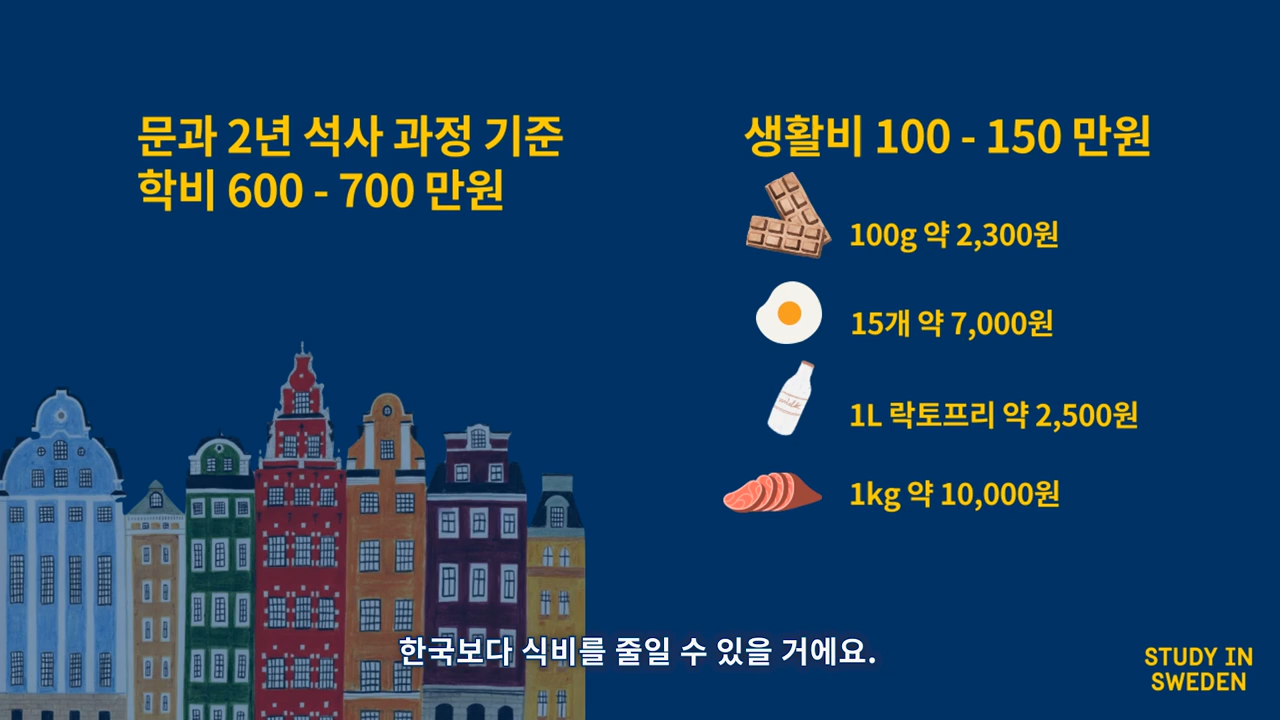 문과 2년 석사 과정 기준
학비 600 - 700 만원
생활비 100 - 150 만원
100g 약 2,300원
15개 약 7,000원
milk
1L 락토프리 약 2,500원
1kg 약 10,000원
한국보다 식비를 줄일 수 있을 거에요.
STUDY IN
SWEDEN